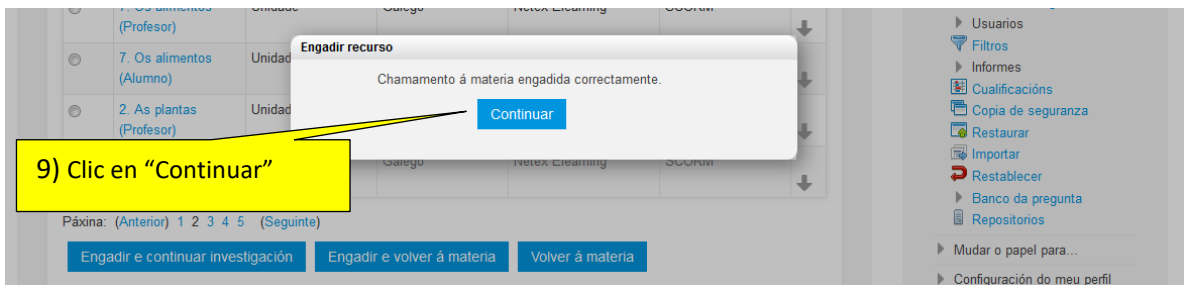 7. Os alimentos
(Profesor)
Unidade
Galego
Netex Elearning
SCORM
7. Os alimentos
(Alumno)
Unidad
2. As plantas
(Profesor)
Unidad
Galego
Netex Elearning
SCORM
Engadir recurso
Chamamento á materia engadida correctamente.
Continuar
9) Clic en “Continuar”
Páxina: (Anterior) 1 2 3 4 5 (Seguinte)
Engadir e continuar investigación
Engadir e volver á materia
Volver á materia
Usuarios
Filtros
Informes
Cualificacións
Copia de seguranza
Restaurar
Importar
Restablecer
Banco da pregunta
Repositorios
Mudar o papel para...
Configuración do meu perfil